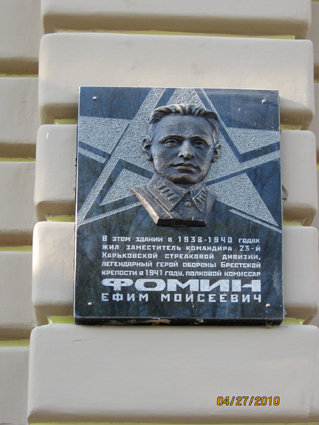 В этом здании в 1938-1940 годах
жил заместитель командира 23-й
Харьковской стрелковой дивизии,
легендарный герой обороны Брестской
крепости в 1941 году, полковой комиссар
ФОМИН
ЕФИМ МОИСЕЕВИЧ
04/27/2010